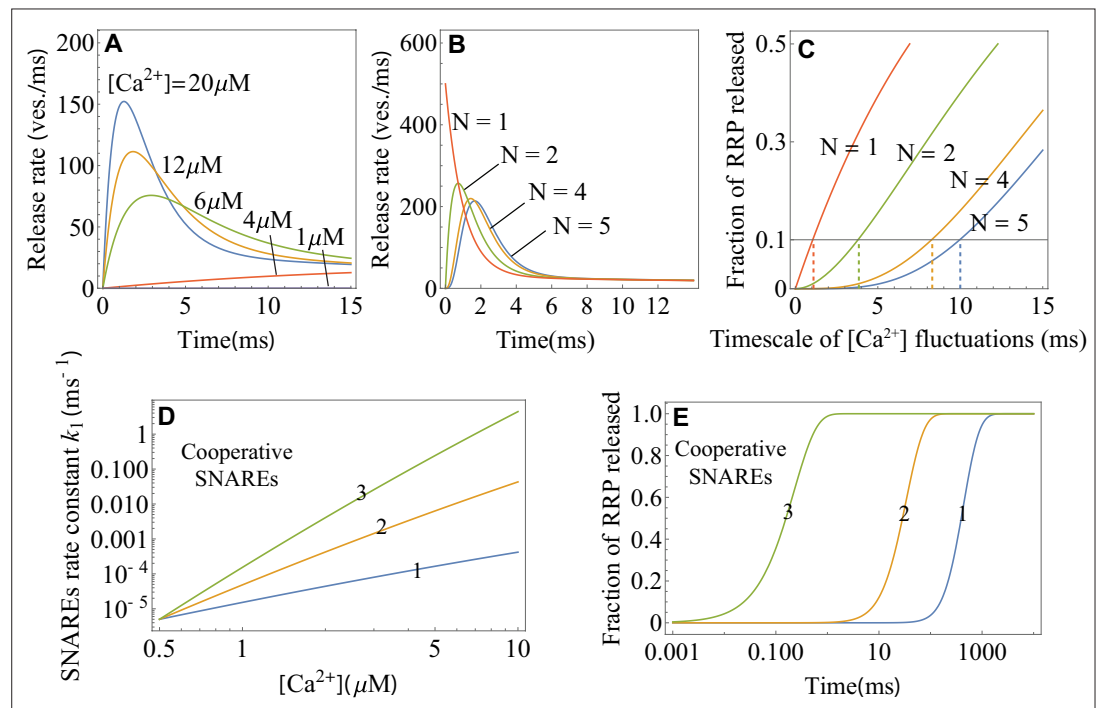 A
Release rate (ves./ms)
200
150
100
50
0
[Ca²⁺]=20μM
12μM
6μM
4μM
1μM
0
5
10
15
Time(ms)
B
Release rate (ves./ms)
600
400
200
0
N = 1
N = 2
N = 4
N = 5
0
2
4
6
8
12
Time(ms)
C
Fraction of RRP released
0.5
0.3
0.1
0
N = 1
N = 2
N = 4
N = 5
0
5
10
15
Timescale of [Ca²⁺] fluctuations (ms)
D
SNAREs rate constant k₁ (ms⁻¹)
1
0.100
0.010
0.001
10⁻⁴
10⁻⁵
Cooperative
SNAREs
3
2
1
0.5
1
5
10
[Ca²⁺](μM)
E
Fraction of RRP released
1.0
0.8
0.6
0.4
0.2
0
Cooperative
SNAREs
3
2
1
0.001
0.100
10
1000
Time(ms)